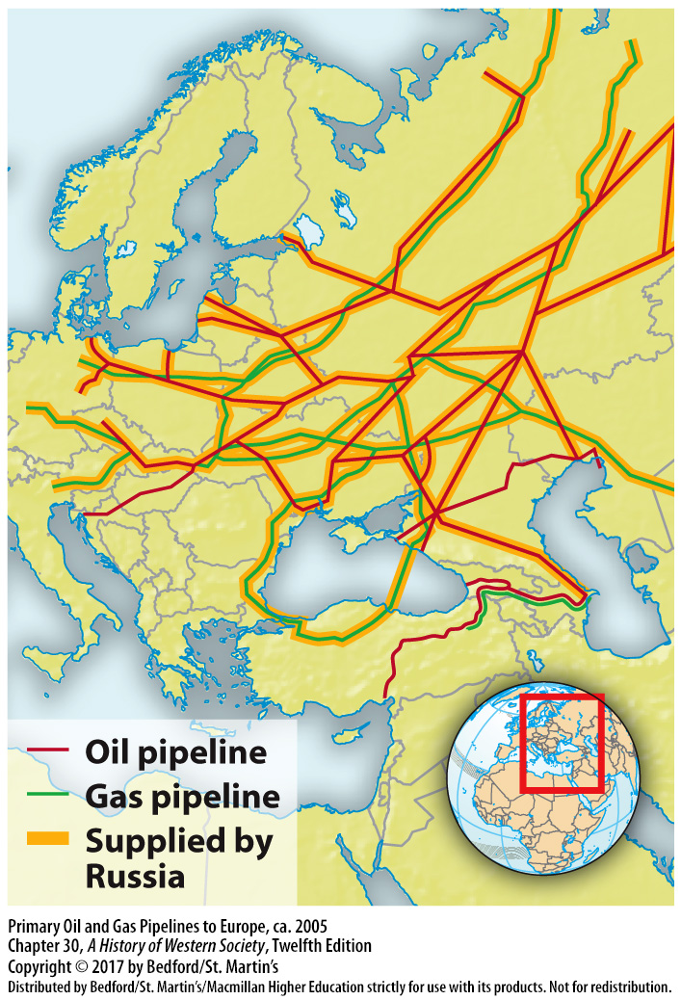 Oil pipeline
Gas pipeline
Supplied by
Russia
Primary Oil and Gas Pipelines to Europe, ca. 2005
Chapter 30, A History of Western Society, Twelfth Edition
Copyright © 2017 by Bedford/St. Martin's
Distributed by Bedford/St. Martin's/Macmillan Higher Education strictly for use with its products. Not for redistribution.